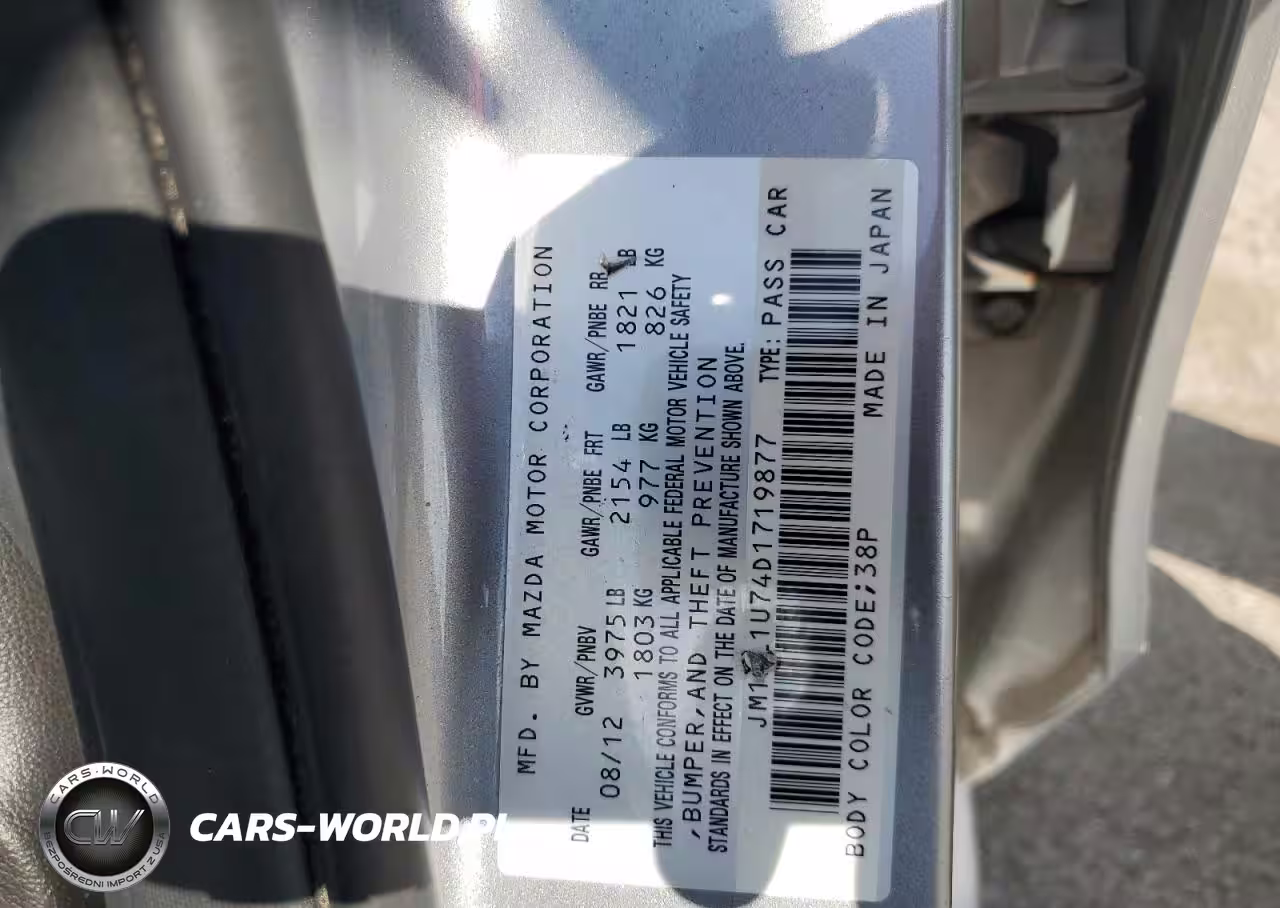 MFD. BY MAZDA MOTOR CORPORATION
DATE GVWR/PNBV GAWR/PNBE FRT GAWR/PNBE RR
08/12 3975 LB 2154 LB 1821 LB
1803 KG 977 KG 826 KG
THIS VEHICLE CONFORMS TO ALL APPLICABLE FEDERAL MOTOR VEHICLE SAFETY
,BUMPER,AND THEFT PREVENTION
STANDARDS IN EFFECT ON THE DATE OF MANUFACTURE SHOWN ABOVE.
TYPE: PASS CAR
BODY COLOR CODE;38P MADE IN JAPAN
CARS-WORLD
CW
BEZPOŚREDNI IMPORT Z USA
CARS-WORLD.PL